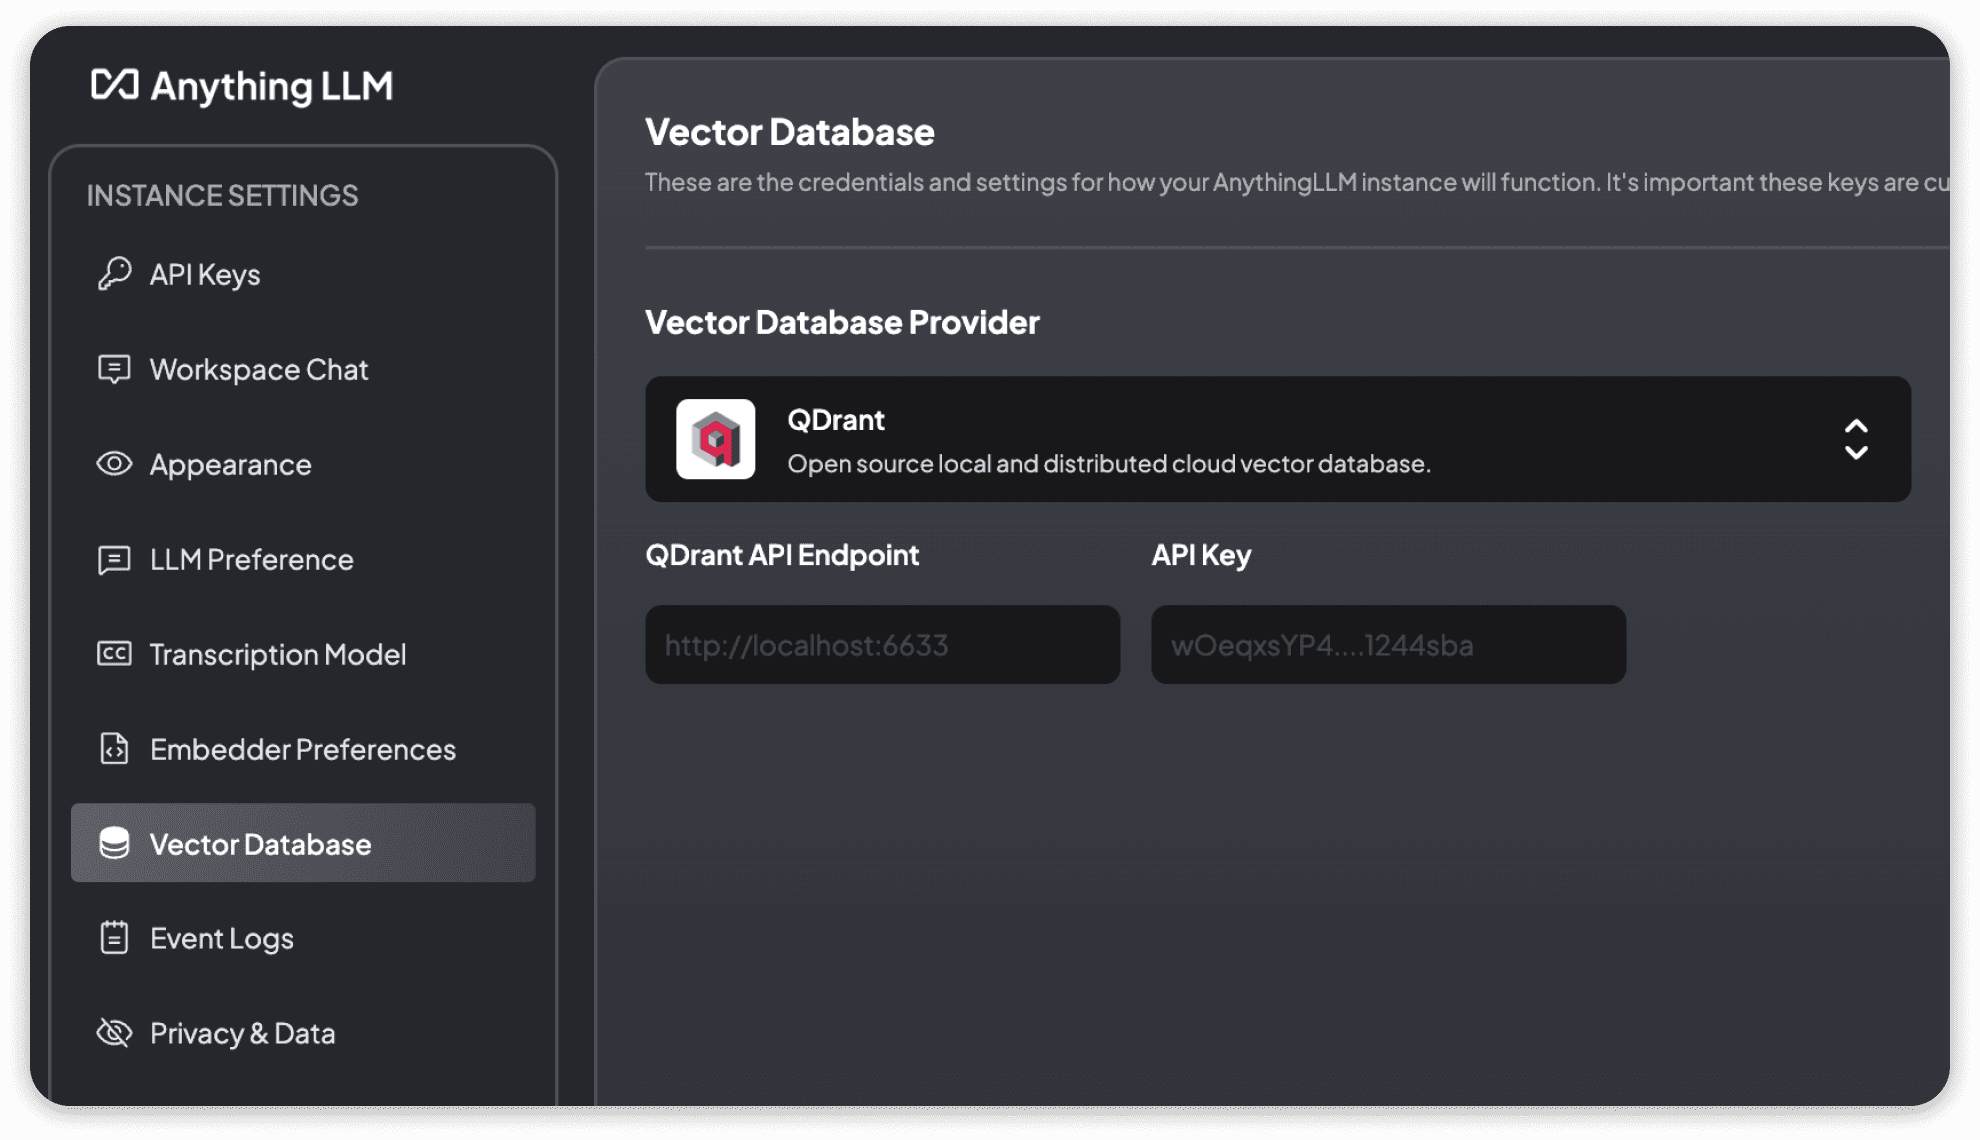 Anything LLM
INSTANCE SETTINGS
API Keys
Workspace Chat
Appearance
LLM Preference
CC Transcription Model
Embedder Preferences
Vector Database
Event Logs
Privacy & Data
Vector Database
These are the credentials and settings for how your AnythingLLM instance will function. It's important these keys are cu
Vector Database Provider
QDrant
Open source local and distributed cloud vector database.
QDrant API Endpoint
API Key
http://localhost:6633
wOeqxsYP4....1244sba